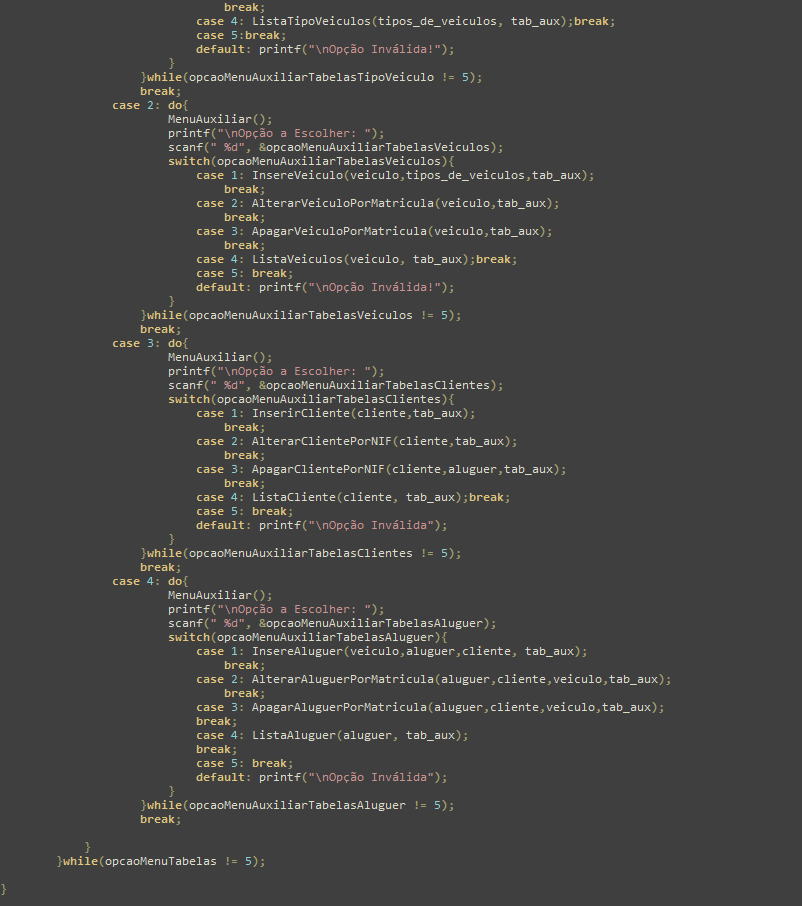 break;
case 4: ListaTipoVeiculos(tipos_de_veiculos, tab_aux);break;
case 5:break;
default: printf("\nOpção Inválida!");
}
}while(opcaoMenuAuxiliarTabelasTipoVeiculo != 5);
break;
case 2: do{
MenuAuxiliar();
printf("\nOpção a Escolher: ");
scanf(" %d", &opcaoMenuAuxiliarTabelasVeiculos);
switch(opcaoMenuAuxiliarTabelasVeiculos){
case 1: InsereVeiculo(veiculo,tipos_de_veiculos,tab_aux);
break;
case 2: AlterarVeiculoPorMatricula(veiculo,tab_aux);
break;
case 3: ApagarVeiculoPorMatricula(veiculo,tab_aux);
break;
case 4: ListaVeiculos(veiculo, tab_aux);break;
case 5: break;
default: printf("\nOpção Inválida!");
}
}while(opcaoMenuAuxiliarTabelasVeiculos != 5);
break;
case 3: do{
MenuAuxiliar();
printf("\nOpção a Escolher: ");
scanf(" %d", &opcaoMenuAuxiliarTabelasClientes);
switch(opcaoMenuAuxiliarTabelasClientes){
case 1: InserirCliente(cliente,tab_aux);
break;
case 2: AlterarClientePorNIF(cliente,tab_aux);
break;
case 3: ApagarClientePorNIF(cliente,aluguer,tab_aux);
break;
case 4: ListaCliente(cliente, tab_aux);break;
case 5: break;
default: printf("\nOpção Inválida");
}
}while(opcaoMenuAuxiliarTabelasClientes != 5);
break;
case 4: do{
MenuAuxiliar();
printf("\nOpção a Escolher: ");
scanf(" %d", &opcaoMenuAuxiliarTabelasAluguer);
switch(opcaoMenuAuxiliarTabelasAluguer){
case 1: InsereAluguer(veiculo,aluguer,cliente, tab_aux);
break;
case 2: AlterarAluguerPorMatricula(aluguer,cliente,veiculo,tab_aux);
break;
case 3: ApagarAluguerPorMatricula(aluguer,cliente,veiculo,tab_aux);
break;
case 4: ListaAluguer(aluguer, tab_aux);
break;
case 5: break;
default: printf("\nOpção Inválida");
}
}while(opcaoMenuAuxiliarTabelasAluguer != 5);
break;
}
}while(opcaoMenuTabelas != 5);
}